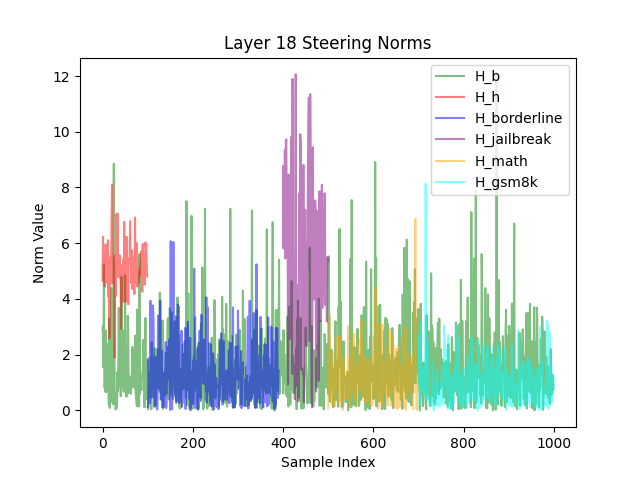 Layer 18 Steering Norms
Norm Value
12
10
8
6
4
2
0
H_b
H_h
H_borderline
H_jailbreak
H_math
H_gsm8k
0
200
400
600
800
1000
Sample Index